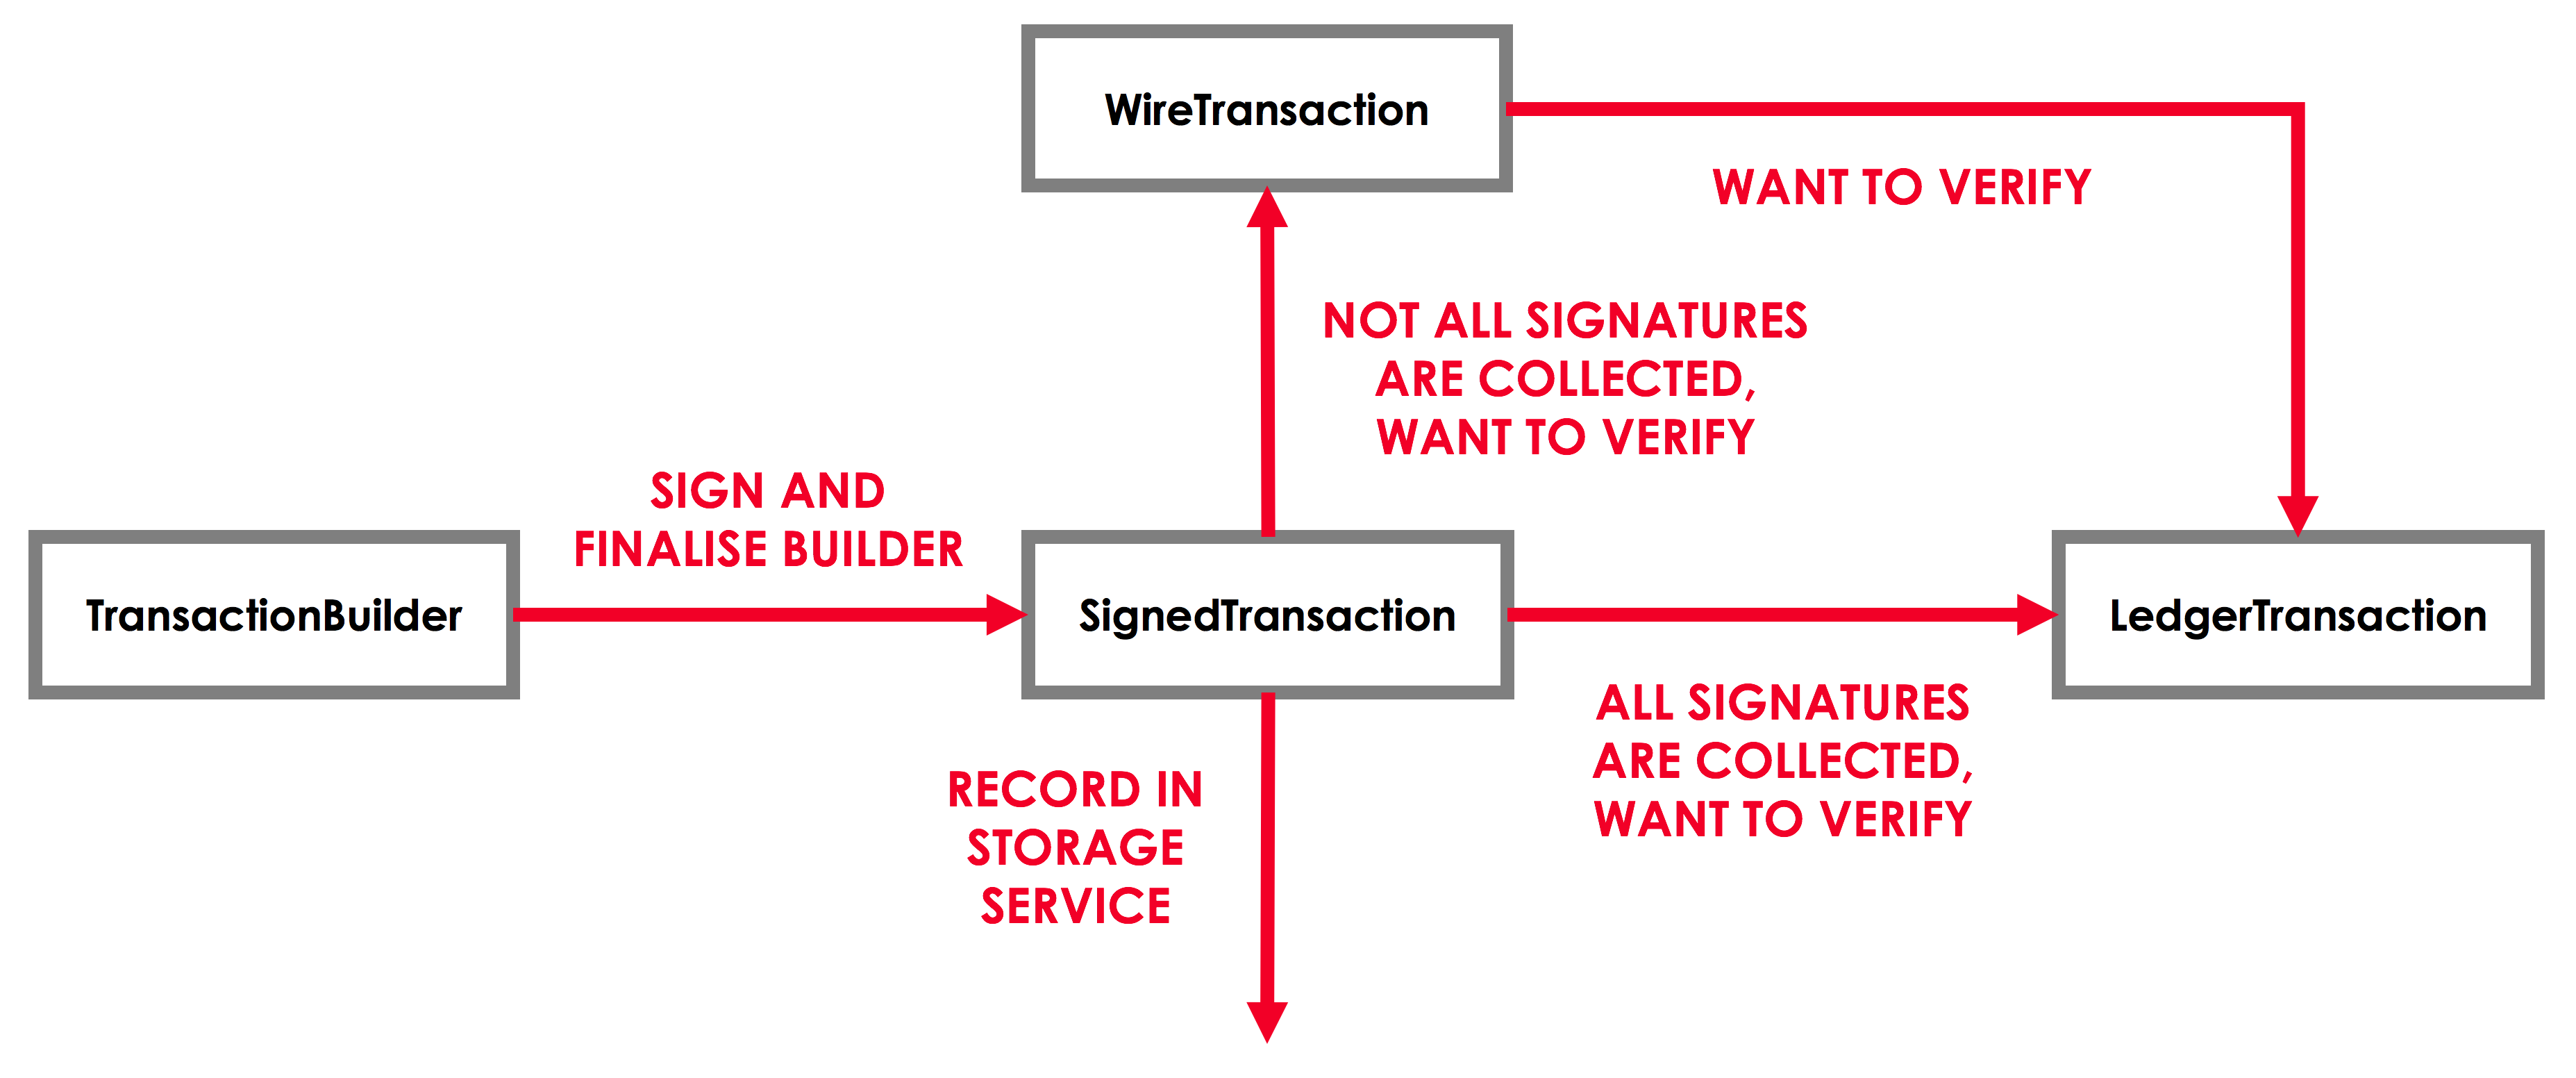 WireTransaction
WANT TO VERIFY
NOT ALL SIGNATURES
ARE COLLECTED,
WANT TO VERIFY
SIGN AND
FINALISE BUILDER
TransactionBuilder
SignedTransaction
LedgerTransaction
ALL SIGNATURES
ARE COLLECTED,
WANT TO VERIFY
RECORD IN
STORAGE
SERVICE